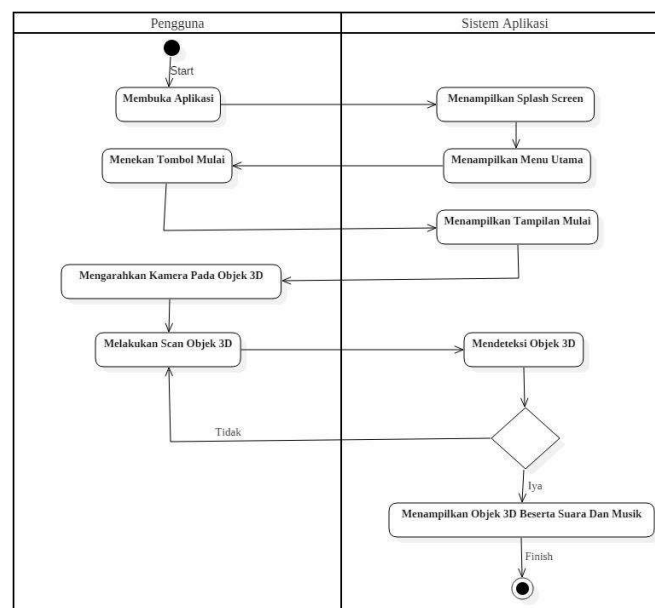 Pengguna
Sistem Aplikasi
Start
Membuka Aplikasi
Menampilkan Splash Screen
Menekan Tombol Mulai
Menampilkan Menu Utama
Menampilkan Tampilan Mulai
Mengarahkan Kamera Pada Objek 3D
Melakukan Scan Objek 3D
Mendeteksi Objek 3D
Tidak
Iya
Menampilkan Objek 3D Beserta Suara Dan Musik
Finish